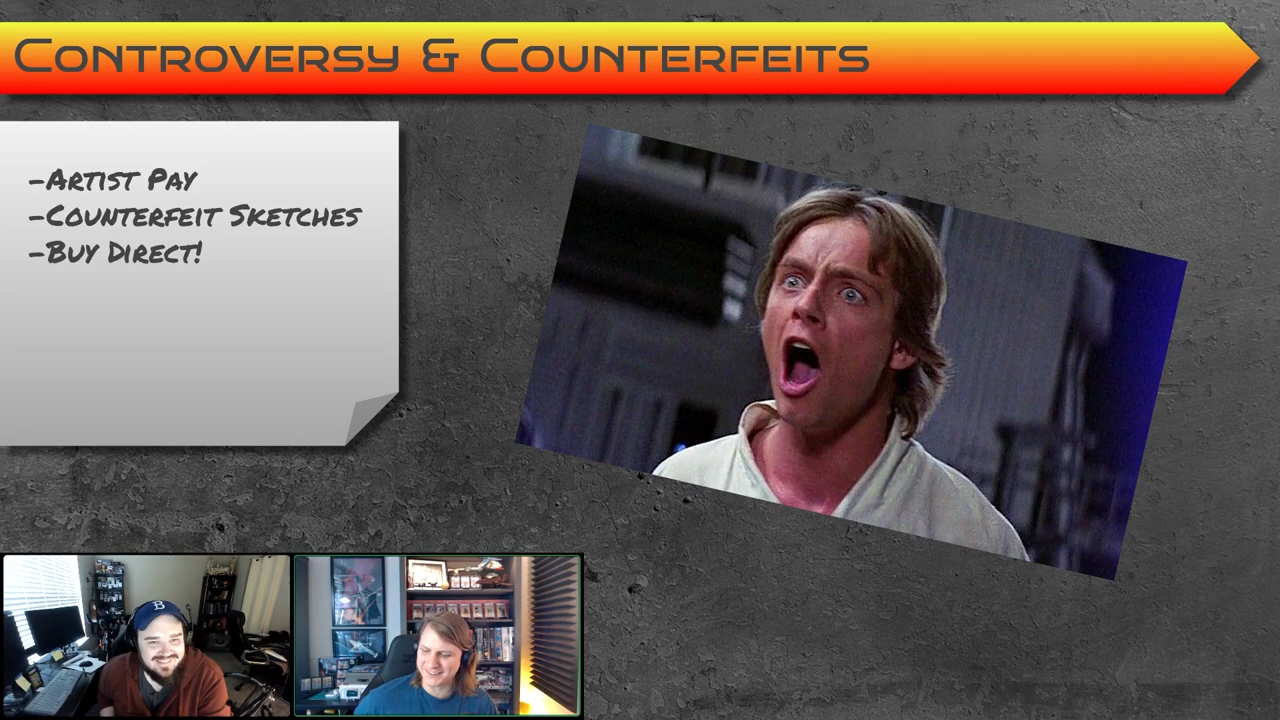 Controversy & Counterfeits
-Artist Pay
-Counterfeit Sketches
-Buy Direct!
B